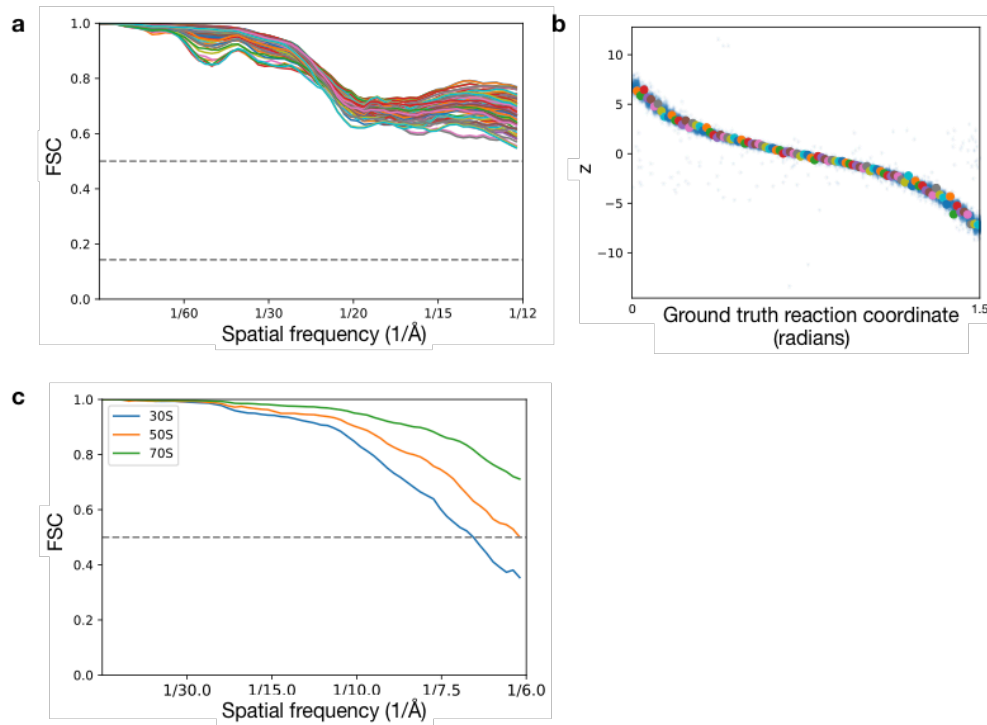 a
1.0
0.8
0.6
0.4
0.2
0.0
FSC
1/60
1/30
1/20
1/15
1/12
Spatial frequency (1/Å)
b
10
5
0
−5
−10
z
0
1.5
Ground truth reaction coordinate
(radians)
c
1.0
0.8
0.6
0.4
0.2
0.0
FSC
30S
50S
70S
1/30.0
1/15.0
1/10.0
1/7.5
1/6.0
Spatial frequency (1/Å)